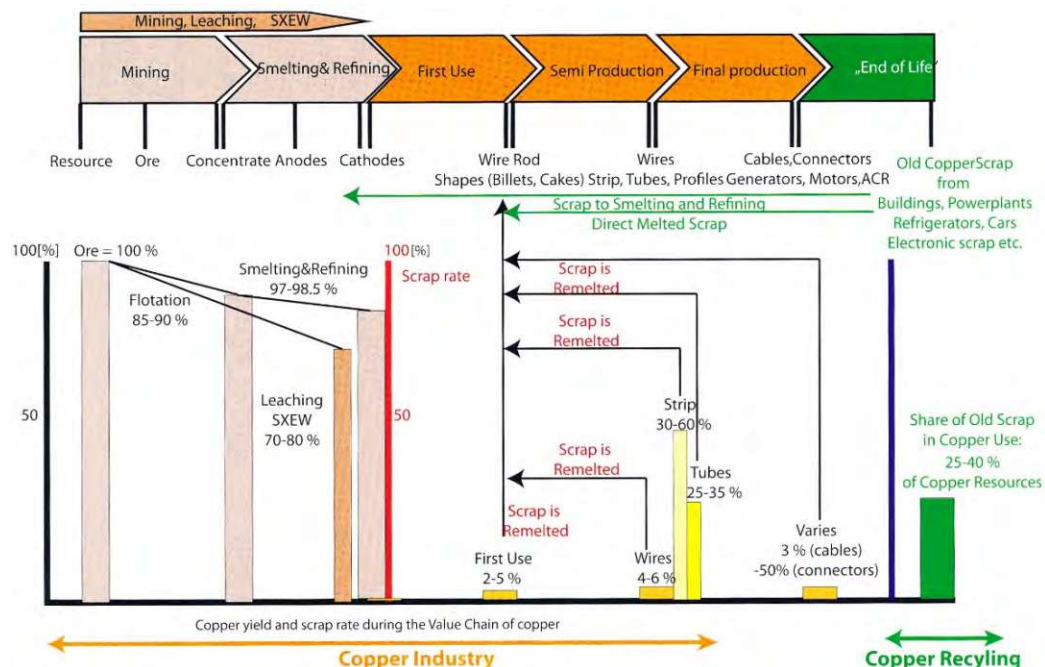 Mining, Leaching, SXEW
Mining
Smelting& Refining
First Use
Semi Production
Final production
„End of Life'
Resource
Ore
Concentrate
Anodes
Cathodes
Wire Rod
Shapes (Billets, Cakes)
Wires
Strip, Tubes, Profiles
Cables,Connectors
Generators, Motors,ACR
Old CopperScrap
from
Buildings, Powerplants
Refrigerators, Cars
Electronic scrap etc.
Scrap to Smelting and Refining
Direct Melted Scrap
100[%]
Ore = 100 %
Flotation
85-90 %
Smelting&Refining
97-98.5 %
100[%]
Scrap rate
Scrap is
Remelted
Scrap is
Remelted
50
Leaching
SXEW
70-80 %
50
Strip
30-60 %
Scrap is
Remelted
Tubes
25-35 %
Scrap is
Remelted
First Use
2-5 %
Wires
4-6 %
Varies
3 % (cables)
-50% (connectors)
Share of Old Scrap
in Copper Use:
25-40 %
of Copper Resources
Copper yield and scrap rate during the Value Chain of copper
Copper Industry
Copper Recyling